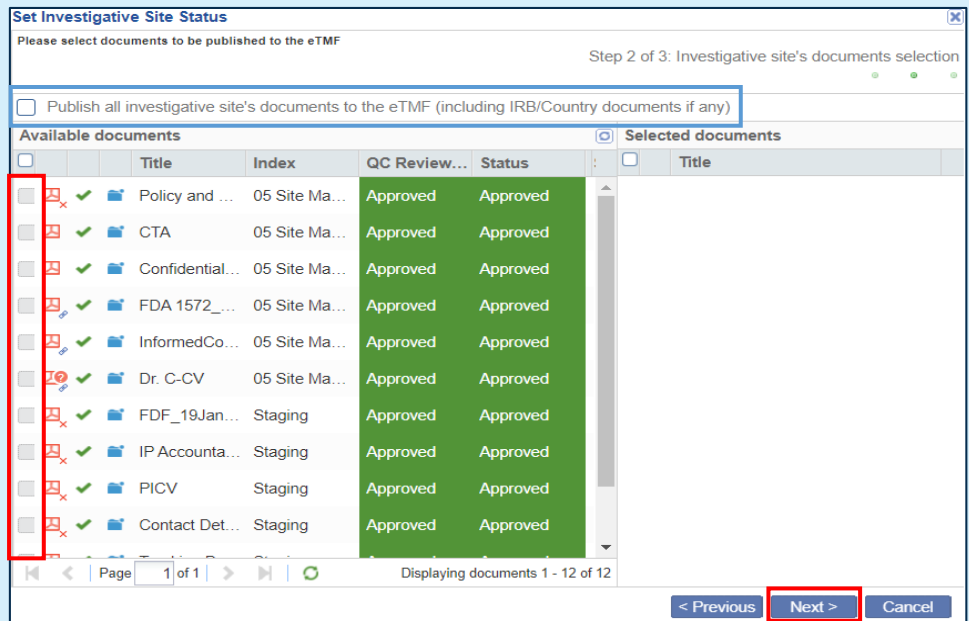 Set Investigative Site Status
Please select documents to be published to the eTMF
Step 2 of 3: Investigative site's documents selection
Publish all investigative site's documents to the eTMF (including IRB/Country documents if any)
Available documents Selected documents
Title Index QC Review... Status Title
Policy and ... 05 Site Ma... Approved Approved
CTA 05 Site Ma... Approved Approved
Confidential... 05 Site Ma... Approved Approved
FDA 1572_... 05 Site Ma... Approved Approved
InformedCo... 05 Site Ma... Approved Approved
Dr. C-CV 05 Site Ma... Approved Approved
FDF_19Jan... Staging Approved Approved
IP Accounta... Staging Approved Approved
PICV Staging Approved Approved
Contact Det... Staging Approved Approved
Page 1 of 1 Displaying documents 1 - 12 of 12
< Previous Next > Cancel